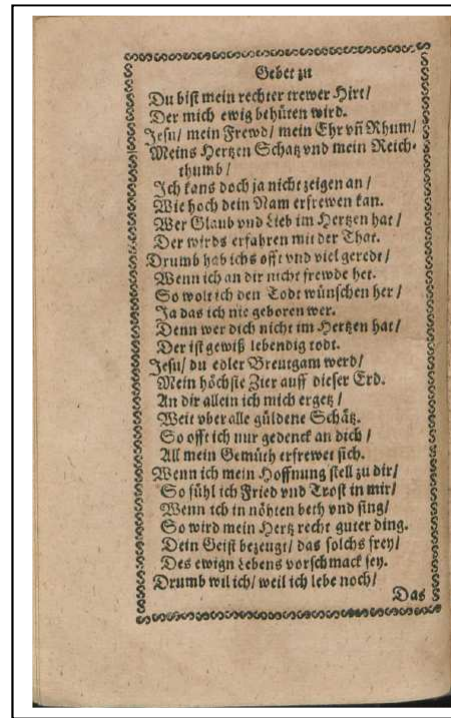 Gebet zu
Du bist mein rechter trewer Hirt/
Der mich ewig behüten wird.
Jesu/ mein Frewd/ mein Ehr vñ Rhum/
Meins Hertzen Schatz vnd mein Reich-
thumb/
Ich kans doch ja nicht zeigen an/
Wie hoch dein Nam erfrewen kan.
Wer Glaub vnd Lieb im Hertzen hat/
Der wirds erfahren mit der That.
Drumb hab ichs offt vnd viel geredt/
Wenn ich an dir nicht frewde het.
So wolt ich den Todt wünschen her/
Ja das ich nie geboren wer.
Denn wer dich nicht im Hertzen hat/
Der ist gewiß lebendig todt.
Jesu/ du edler Breutgam werd/
Mein höchste Zier auff dieser Erd.
An dir allein ich mich ergetz/
Weit vber alle güldene Schätz.
So offt ich nur gedenck an dich/
All mein Gemüth erfrewet sich.
Wenn ich mein Hoffnung stell zu dir/
So fühl ich Fried vnd Trost in mir/
Wenn ich in nöhten beth vnd sing/
So wird mein Hertz recht guter ding.
Dein Geist bezeugt/ das solchs frey/
Des ewign Lebens vorschmack sey.
Drumb wil ich/ weil ich lebe noch/
Das